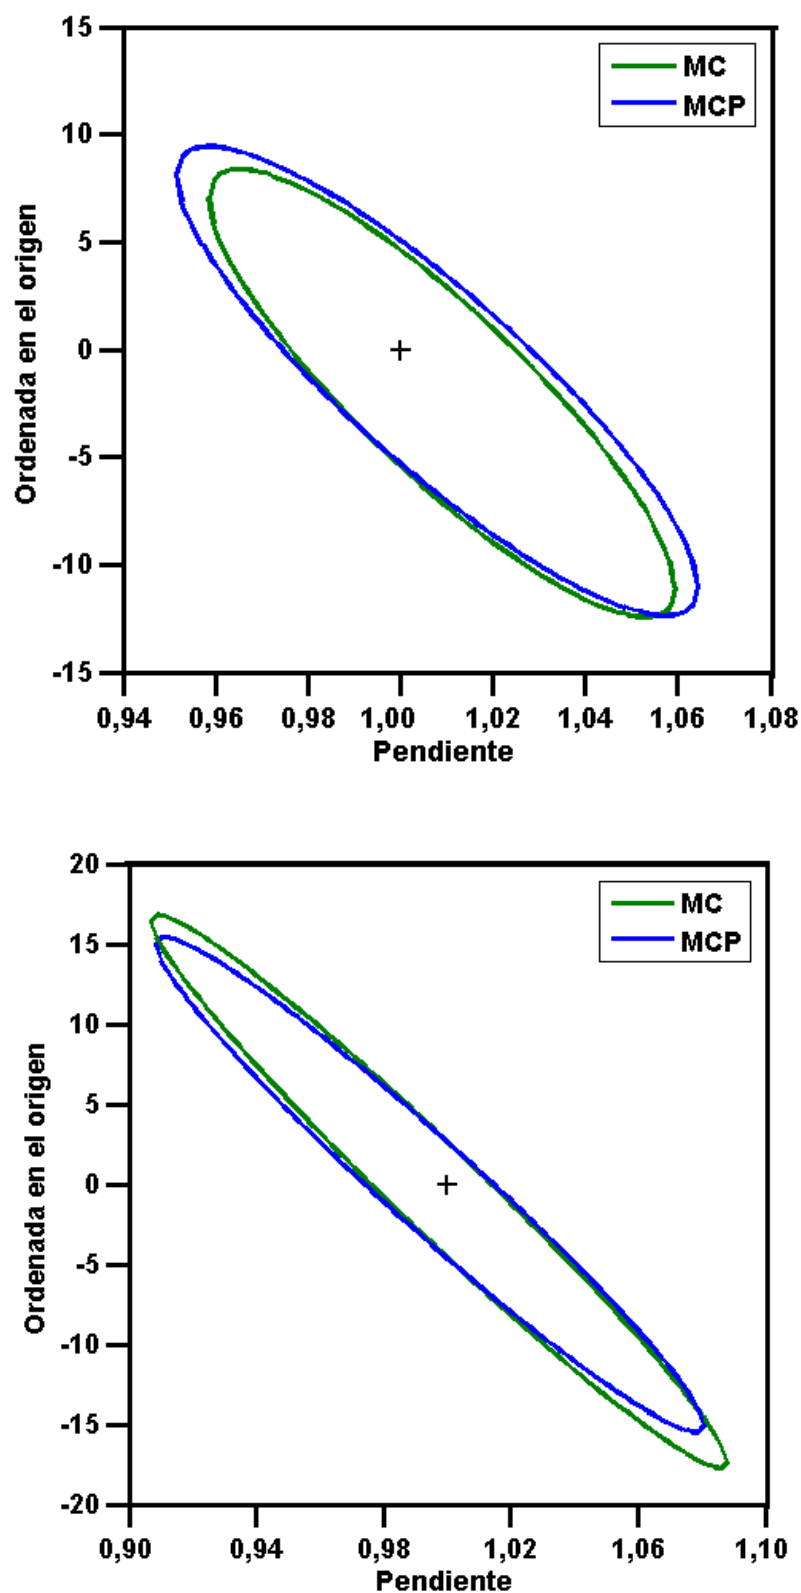 15
MC
MCP
10
5
0
-5
-10
-15
Ordenada en el origen
0,94 0,96 0,98 1,00 1,02 1,04 1,06 1,08
Pendiente
20
MC
MCP
15
10
5
0
-5
-10
-15
-20
Ordenada en el origen
0,90 0,94 0,98 1,02 1,06 1,10
Pendiente